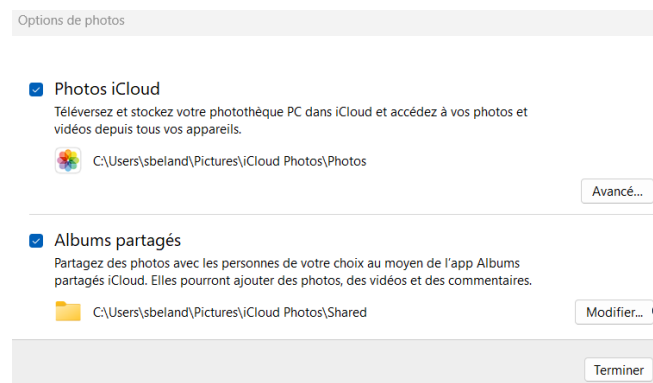 Options de photos
Photos iCloud
Téléversez et stockez votre photothèque PC dans iCloud et accédez à vos photos et
vidéos depuis tous vos appareils.
C:\Users\sbeland\Pictures\iCloud Photos\Photos
Avancé...
Albums partagés
Partagez des photos avec les personnes de votre choix au moyen de l'app Albums
partagés iCloud. Elles pourront ajouter des photos, des vidéos et des commentaires.
C:\Users\sbeland\Pictures\iCloud Photos\Shared
Modifier...
Terminer